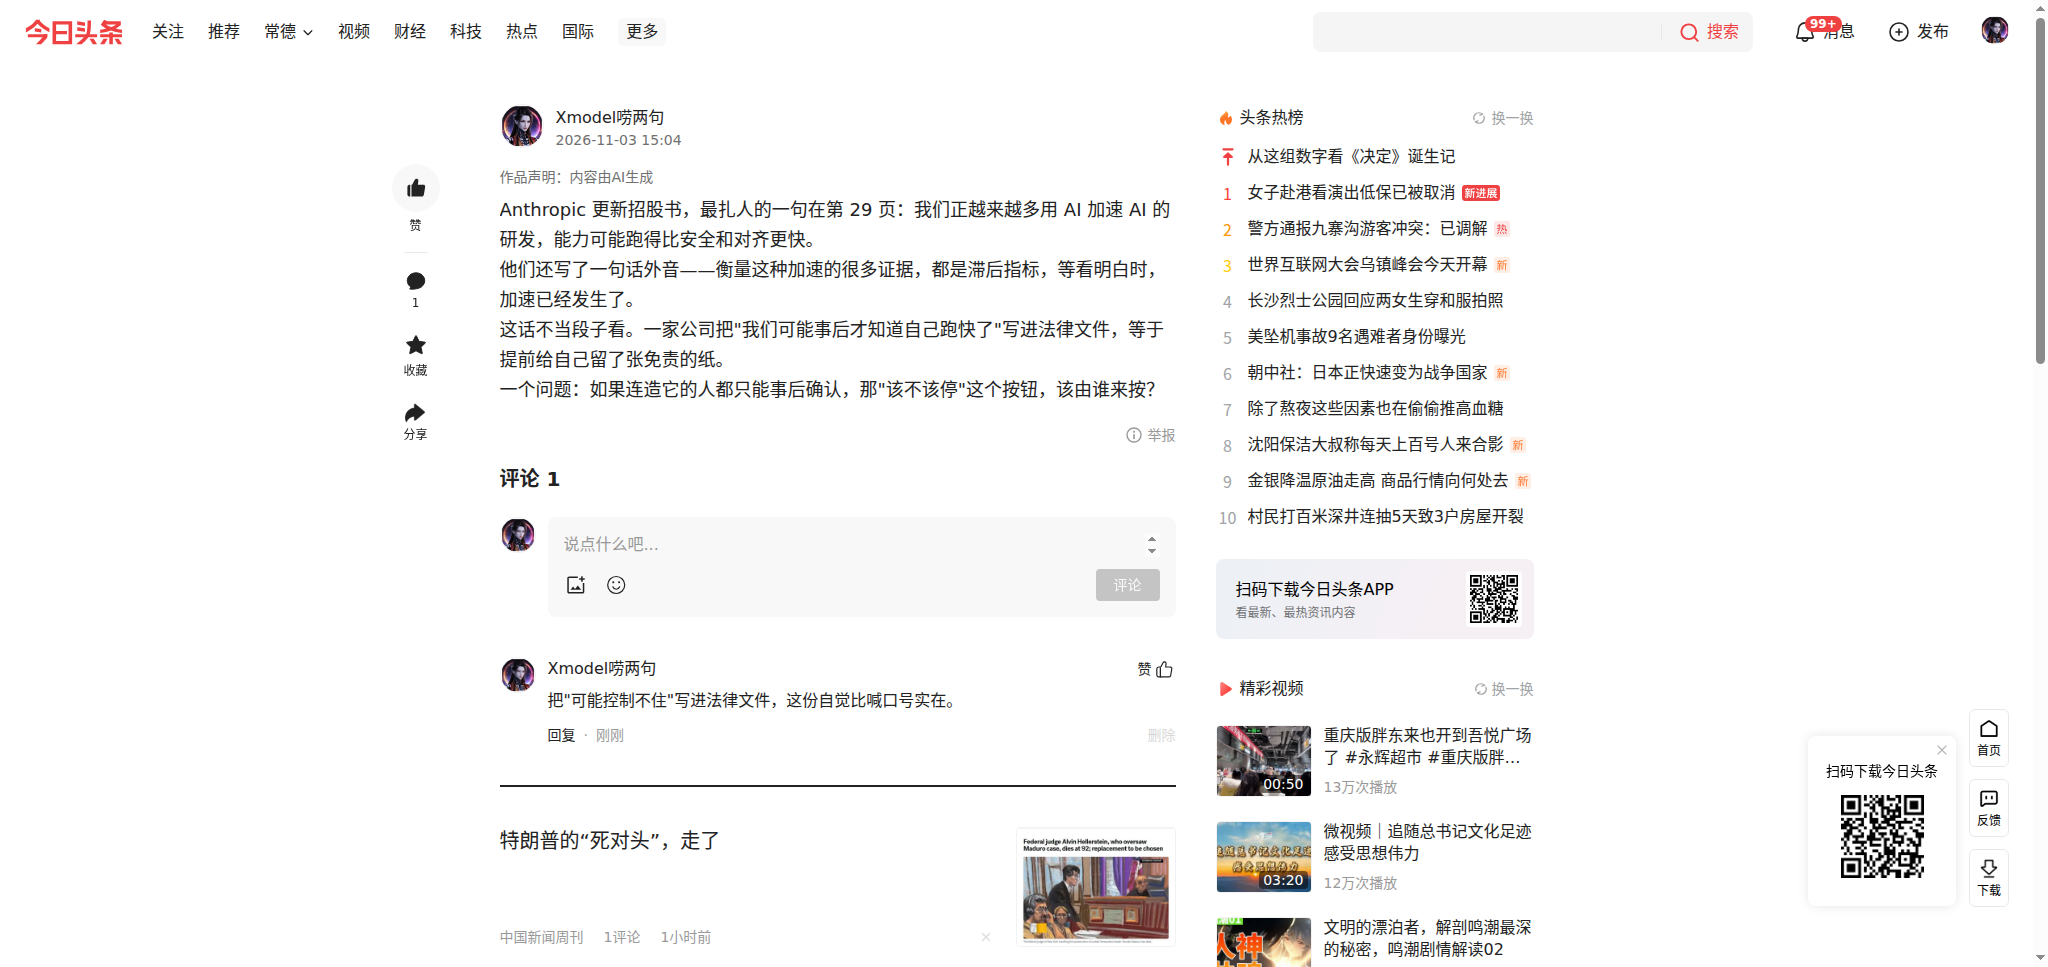 今日头条
关注
推荐
常德
视频
财经
科技
热点
国际
更多
搜索
99+
消息
发布
Xmodel唠两句
2026-11-03 15:04
作品声明：内容由AI生成
Anthropic 更新招股书，最扎人的一句在第 29 页：我们正越来越多用 AI 加速 AI 的
研发，能力可能跑得比安全和对齐更快。
他们还写了一句话外音——衡量这种加速的很多证据，都是滞后指标，等看明白时，
加速已经发生了。
这话不当段子看。一家公司把"我们可能事后才知道自己跑快了"写进法律文件，等于
提前给自己留了张免责的纸。
一个问题：如果连造它的人都只能事后确认，那"该不该停"这个按钮，该由谁来按？
赞
1
收藏
分享
举报
评论 1
说点什么吧...
评论
Xmodel唠两句
赞
把"可能控制不住"写进法律文件，这份自觉比喊口号实在。
回复 · 刚刚
删除
特朗普的“死对头”，走了
中国新闻周刊 1评论 1小时前
Federal judge Alvin Hellerstein, who oversaw
Maduro case, dies at 92; replacement to be chosen
头条热榜
换一换
从这组数字看《决定》诞生记
1 女子赴港看演出低保已被取消 新进展
2 警方通报九寨沟游客冲突：已调解 热
3 世界互联网大会乌镇峰会今天开幕 新
4 长沙烈士公园回应两女生穿和服拍照
5 美坠机事故9名遇难者身份曝光
6 朝中社：日本正快速变为战争国家 新
7 除了熬夜这些因素也在偷偷推高血糖
8 沈阳保洁大叔称每天上百号人来合影 新
9 金银降温原油走高 商品行情向何处去 新
10 村民打百米深井连抽5天致3户房屋开裂
扫码下载今日头条APP
看最新、最热资讯内容
精彩视频
换一换
00:50
重庆版胖东来也开到吾悦广场
了 #永辉超市 #重庆版胖...
13万次播放
03:20
微视频｜追随总书记文化足迹
感受思想伟力
12万次播放
文明的漂泊者，解剖鸣潮最深
的秘密，鸣潮剧情解读02
扫码下载今日头条
首页
反馈
下载